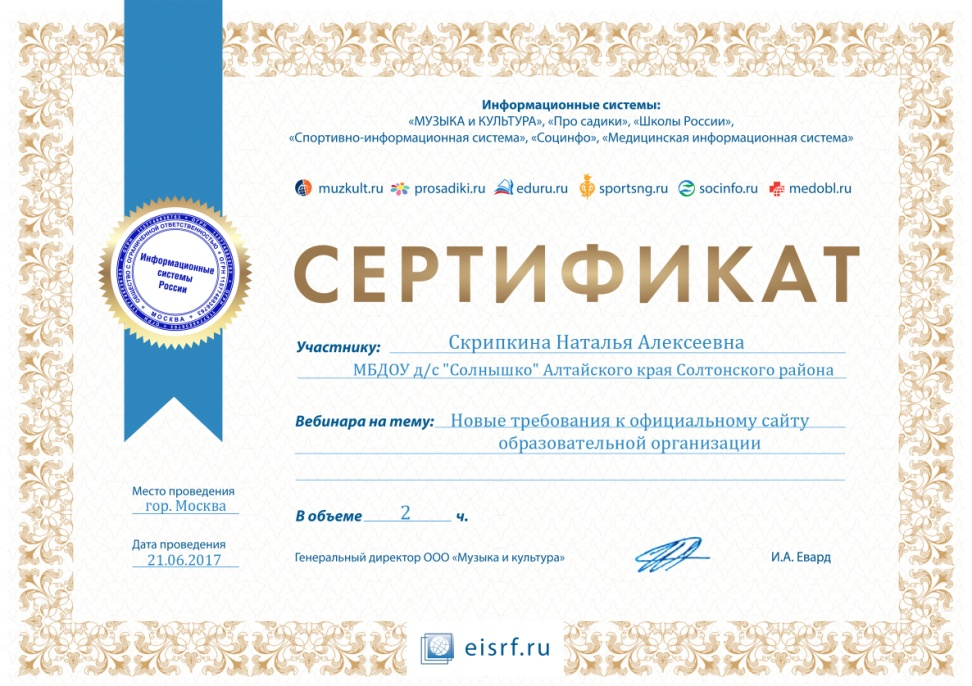 Информационные системы:
«МУЗЫКА и КУЛЬТУРА», «Про садики», «Школы России»,
«Спортивно-информационная система», «Социнфо», «Медицинская информационная система»
muzkult.ru prosadiki.ru eduru.ru sportsng.ru socinfo.ru medobl.ru
ОБЩЕСТВО С ОГРАНИЧЕННОЙ ОТВЕТСТВЕННОСТЬЮ
Информационные
системы
России
МОСКВА
СЕРТИФИКАТ
Участнику: Скрипкина Наталья Алексеевна
МБДОУ д/с "Солнышко" Алтайского края Солтонского района
Вебинара на тему: Новые требования к официальному сайту
образовательной организации
Место проведения
гор. Москва
В объеме 2 ч.
Дата проведения
21.06.2017
Генеральный директор ООО «Музыка и культура» И.А. Евард
eisrf.ru